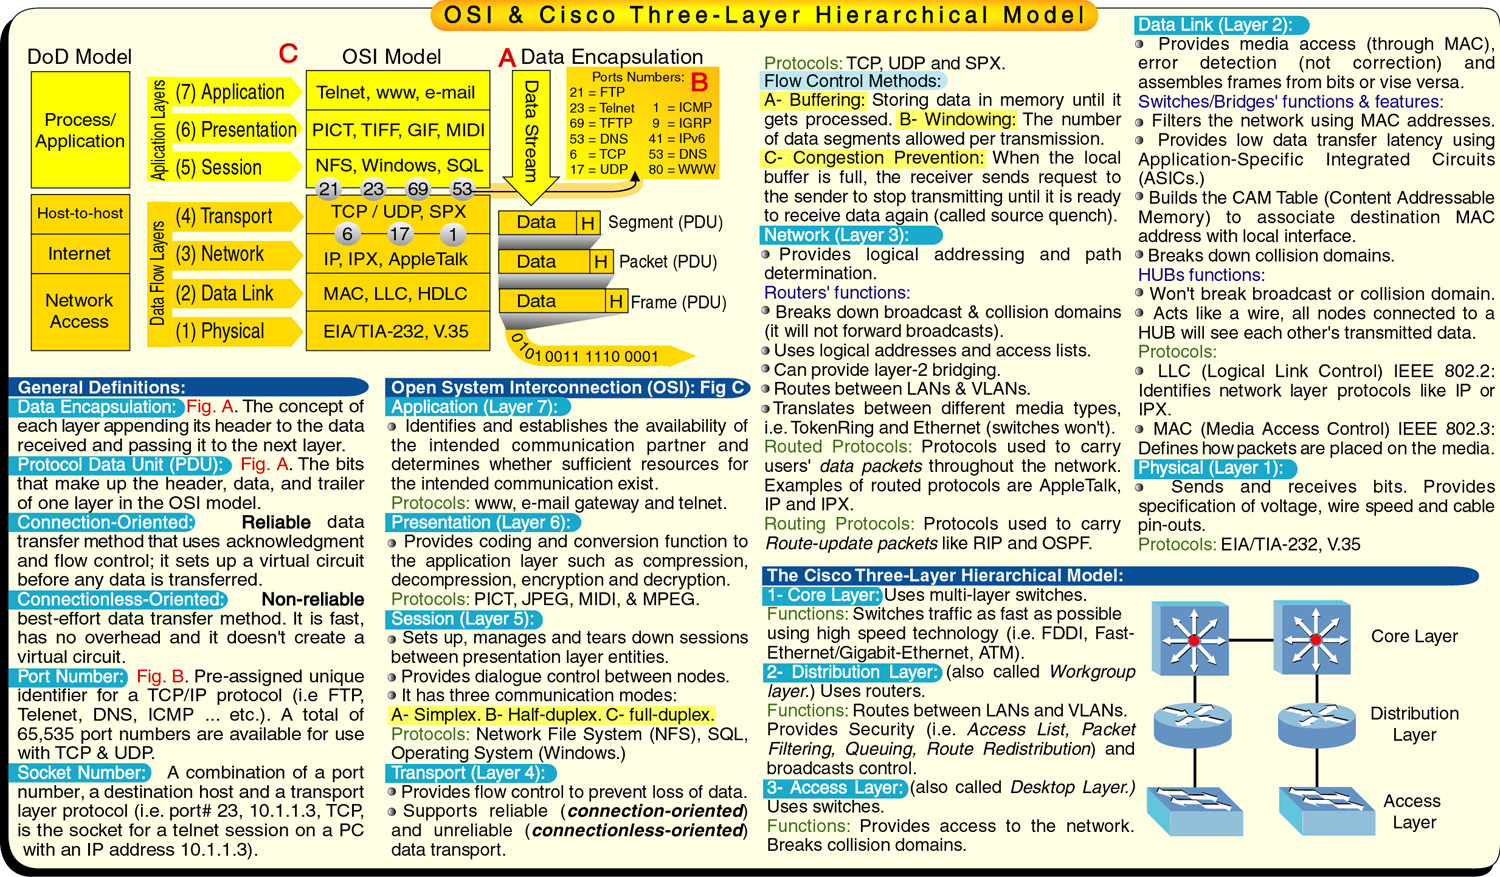 OSI & Cisco Three-Layer Hierarchical Model
DoD Model
Process/
Application
Host-to-host
Internet
Network
Access
C
OSI Model
Application Layers
(7) Application
(6) Presentation
(5) Session
Data Flow Layers
(4) Transport
(3) Network
(2) Data Link
(1) Physical
Telnet, www, e-mail
PICT, TIFF, GIF, MIDI
NFS, Windows, SQL
21 23 69 53
TCP / UDP, SPX
6 17 1
IP, IPX, AppleTalk
MAC, LLC, HDLC
EIA/TIA-232, V.35
A Data Encapsulation
Data Stream
Ports Numbers: B
21 = FTP
23 = Telnet 1 = ICMP
69 = TFTP 9 = IGRP
53 = DNS 41 = IPv6
6 = TCP 53 = DNS
17 = UDP 80 = WWW
Data H Segment (PDU)
Data H Packet (PDU)
Data H Frame (PDU)
0101 0011 1110 0001
General Definitions:
Data Encapsulation: Fig. A. The concept of
each layer appending its header to the data
received and passing it to the next layer.
Protocol Data Unit (PDU): Fig. A. The bits
that make up the header, data, and trailer
of one layer in the OSI model.
Connection-Oriented: Reliable data
transfer method that uses acknowledgment
and flow control; it sets up a virtual circuit
before any data is transferred.
Connectionless-Oriented: Non-reliable
best-effort data transfer method. It is fast,
has no overhead and it doesn't create a
virtual circuit.
Port Number: Fig. B. Pre-assigned unique
identifier for a TCP/IP protocol (i.e FTP,
Telnet, DNS, ICMP ... etc.). A total of
65,535 port numbers are available for use
with TCP & UDP.
Socket Number: A combination of a port
number, a destination host and a transport
layer protocol (i.e. port# 23, 10.1.1.3, TCP,
is the socket for a telnet session on a PC
with an IP address 10.1.1.3).
Open System Interconnection (OSI): Fig C
Application (Layer 7):
Identifies and establishes the availability of
the intended communication partner and
determines whether sufficient resources for
the intended communication exist.
Protocols: www, e-mail gateway and telnet.
Presentation (Layer 6):
Provides coding and conversion function to
the application layer such as compression,
decompression, encryption and decryption.
Protocols: PICT, JPEG, MIDI, & MPEG.
Session (Layer 5):
Sets up, manages and tears down sessions
between presentation layer entities.
Provides dialogue control between nodes.
It has three communication modes:
A- Simplex. B- Half-duplex. C- full-duplex.
Protocols: Network File System (NFS), SQL,
Operating System (Windows.)
Transport (Layer 4):
Provides flow control to prevent loss of data.
Supports reliable (connection-oriented)
and unreliable (connectionless-oriented)
data transport.
Protocols: TCP, UDP and SPX.
Flow Control Methods:
A- Buffering: Storing data in memory until it
gets processed. B- Windowing: The number
of data segments allowed per transmission.
C- Congestion Prevention: When the local
buffer is full, the receiver sends request to
the sender to stop transmitting until it is ready
to receive data again (called source quench).
Network (Layer 3):
Provides logical addressing and path
determination.
Routers' functions:
Breaks down broadcast & collision domains
(it will not forward broadcasts).
Uses logical addresses and access lists.
Can provide layer-2 bridging.
Routes between LANs & VLANs.
Translates between different media types,
i.e. TokenRing and Ethernet (switches won't).
Routed Protocols: Protocols used to carry
users' data packets throughout the network.
Examples of routed protocols are AppleTalk,
IP and IPX.
Routing Protocols: Protocols used to carry
Route-update packets like RIP and OSPF.
Data Link (Layer 2):
Provides media access (through MAC),
error detection (not correction) and
assembles frames from bits or vise versa.
Switches/Bridges' functions & features:
Filters the network using MAC addresses.
Provides low data transfer latency using
Application-Specific Integrated Circuits
(ASICs.)
Builds the CAM Table (Content Addressable
Memory) to associate destination MAC
address with local interface.
Breaks down collision domains.
HUBs functions:
Won't break broadcast or collision domain.
Acts like a wire, all nodes connected to a
HUB will see each other's transmitted data.
Protocols:
LLC (Logical Link Control) IEEE 802.2:
Identifies network layer protocols like IP or
IPX.
MAC (Media Access Control) IEEE 802.3:
Defines how packets are placed on the media.
Physical (Layer 1):
Sends and receives bits. Provides
specification of voltage, wire speed and cable
pin-outs.
Protocols: EIA/TIA-232, V.35
The Cisco Three-Layer Hierarchical Model:
1- Core Layer: Uses multi-layer switches.
Functions: Switches traffic as fast as possible
using high speed technology (i.e. FDDI, Fast-
Ethernet/Gigabit-Ethernet, ATM).
2- Distribution Layer: (also called Workgroup
layer.) Uses routers.
Functions: Routes between LANs and VLANs.
Provides Security (i.e. Access List, Packet
Filtering, Queuing, Route Redistribution) and
broadcasts control.
3- Access Layer: (also called Desktop Layer.)
Uses switches.
Functions: Provides access to the network.
Breaks collision domains.
Core Layer
Distribution
Layer
Access
Layer